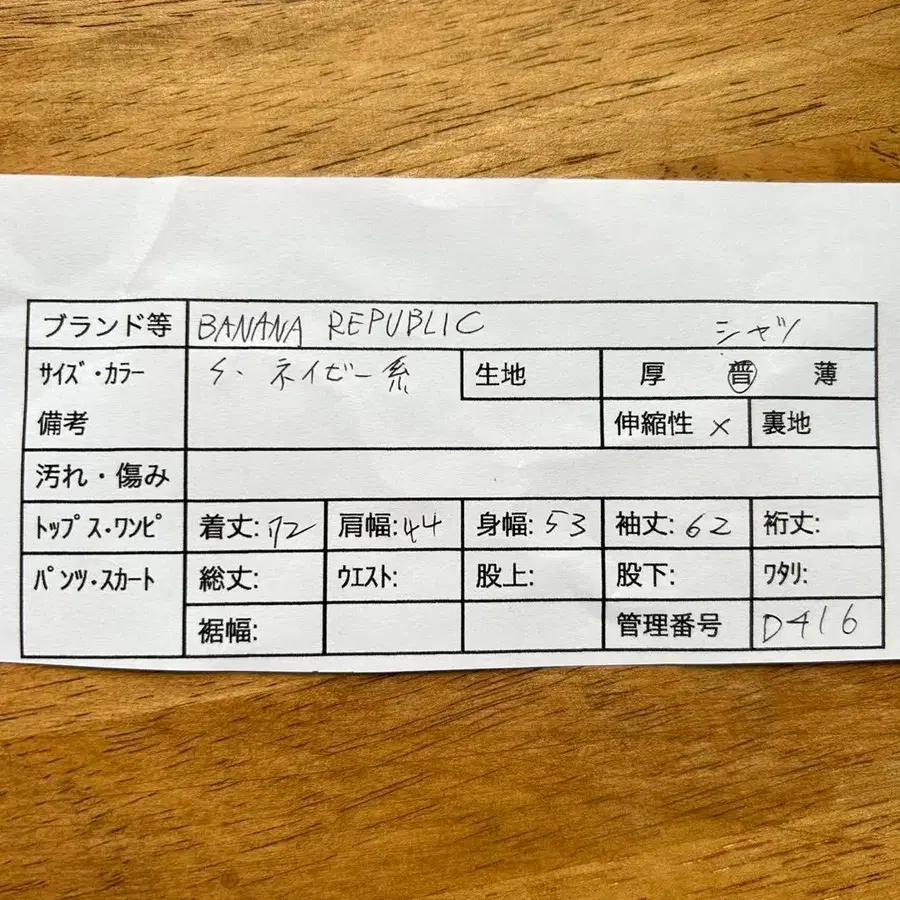 ブランド等 BANANA REPUBLIC シャツ
サイズ・カラー S. ネイビー系 生地 厚 普 薄
備考 伸縮性 × 裏地
汚れ・傷み
トップス・ワンピ 着丈: 72 肩幅: 44 身幅: 53 袖丈: 62 裄丈:
パンツ・スカート 総丈: ウエスト: 股上: 股下: ワタリ:
裾幅: 管理番号 D416